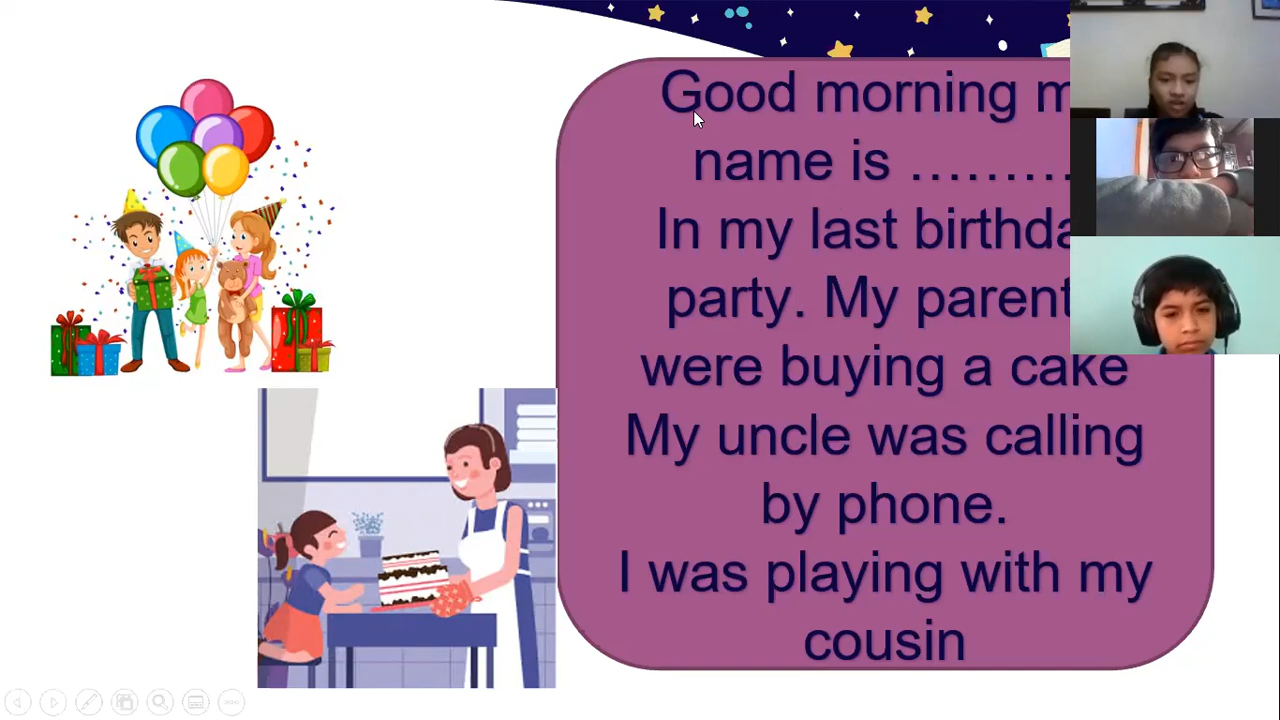 Good morning m
name is ………
In my last birthda
party. My parent
were buying a cake
My uncle was calling
by phone.
I was playing with my
cousin